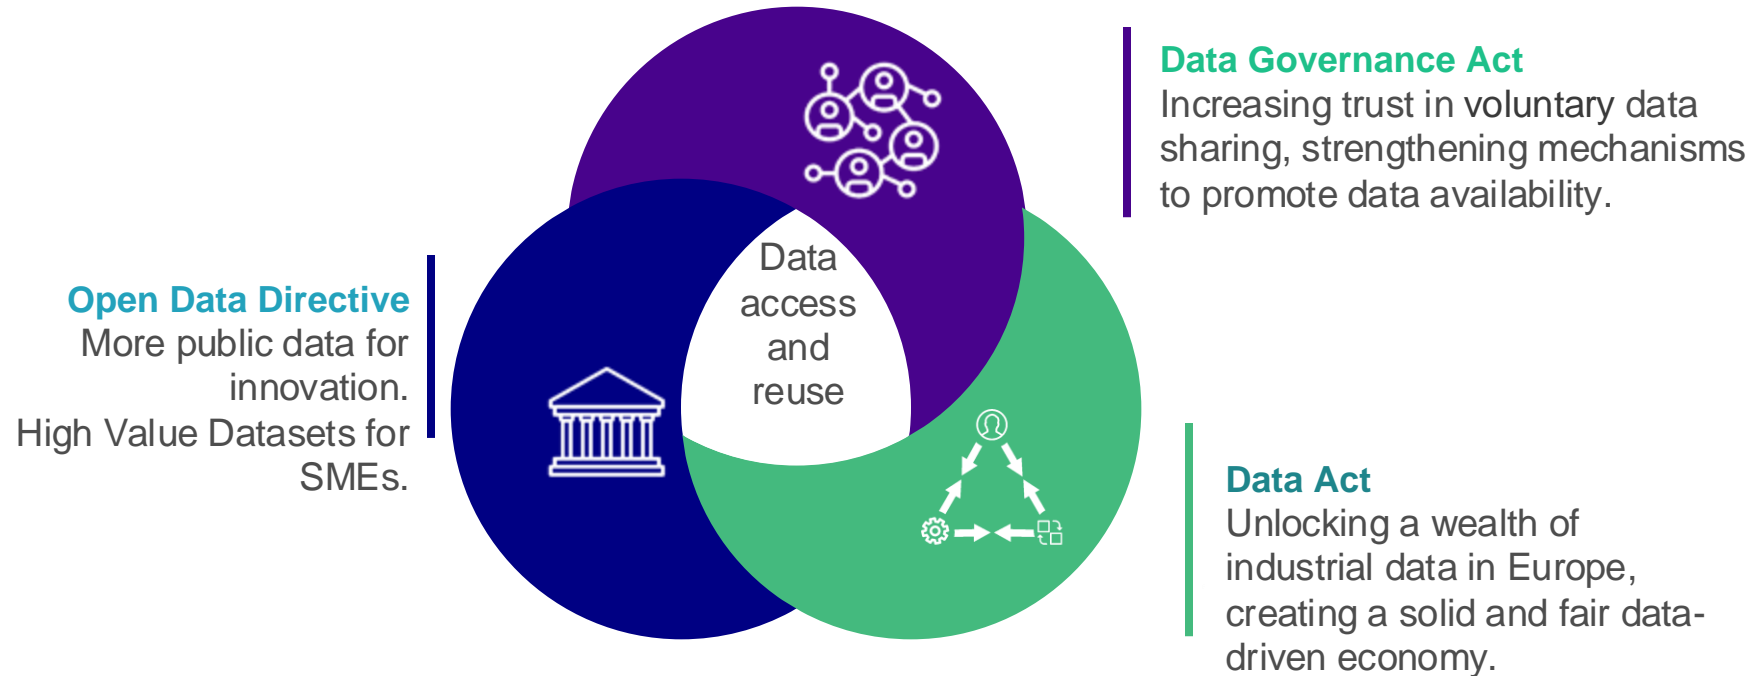 Data Governance Act
Increasing trust in voluntary data
sharing, strengthening mechanisms
to promote data availability.
Data
access
and
reuse
Open Data Directive
More public data for
innovation.
High Value Datasets for
SMEs.
Data Act
Unlocking a wealth of
industrial data in Europe,
creating a solid and fair data-
driven economy.